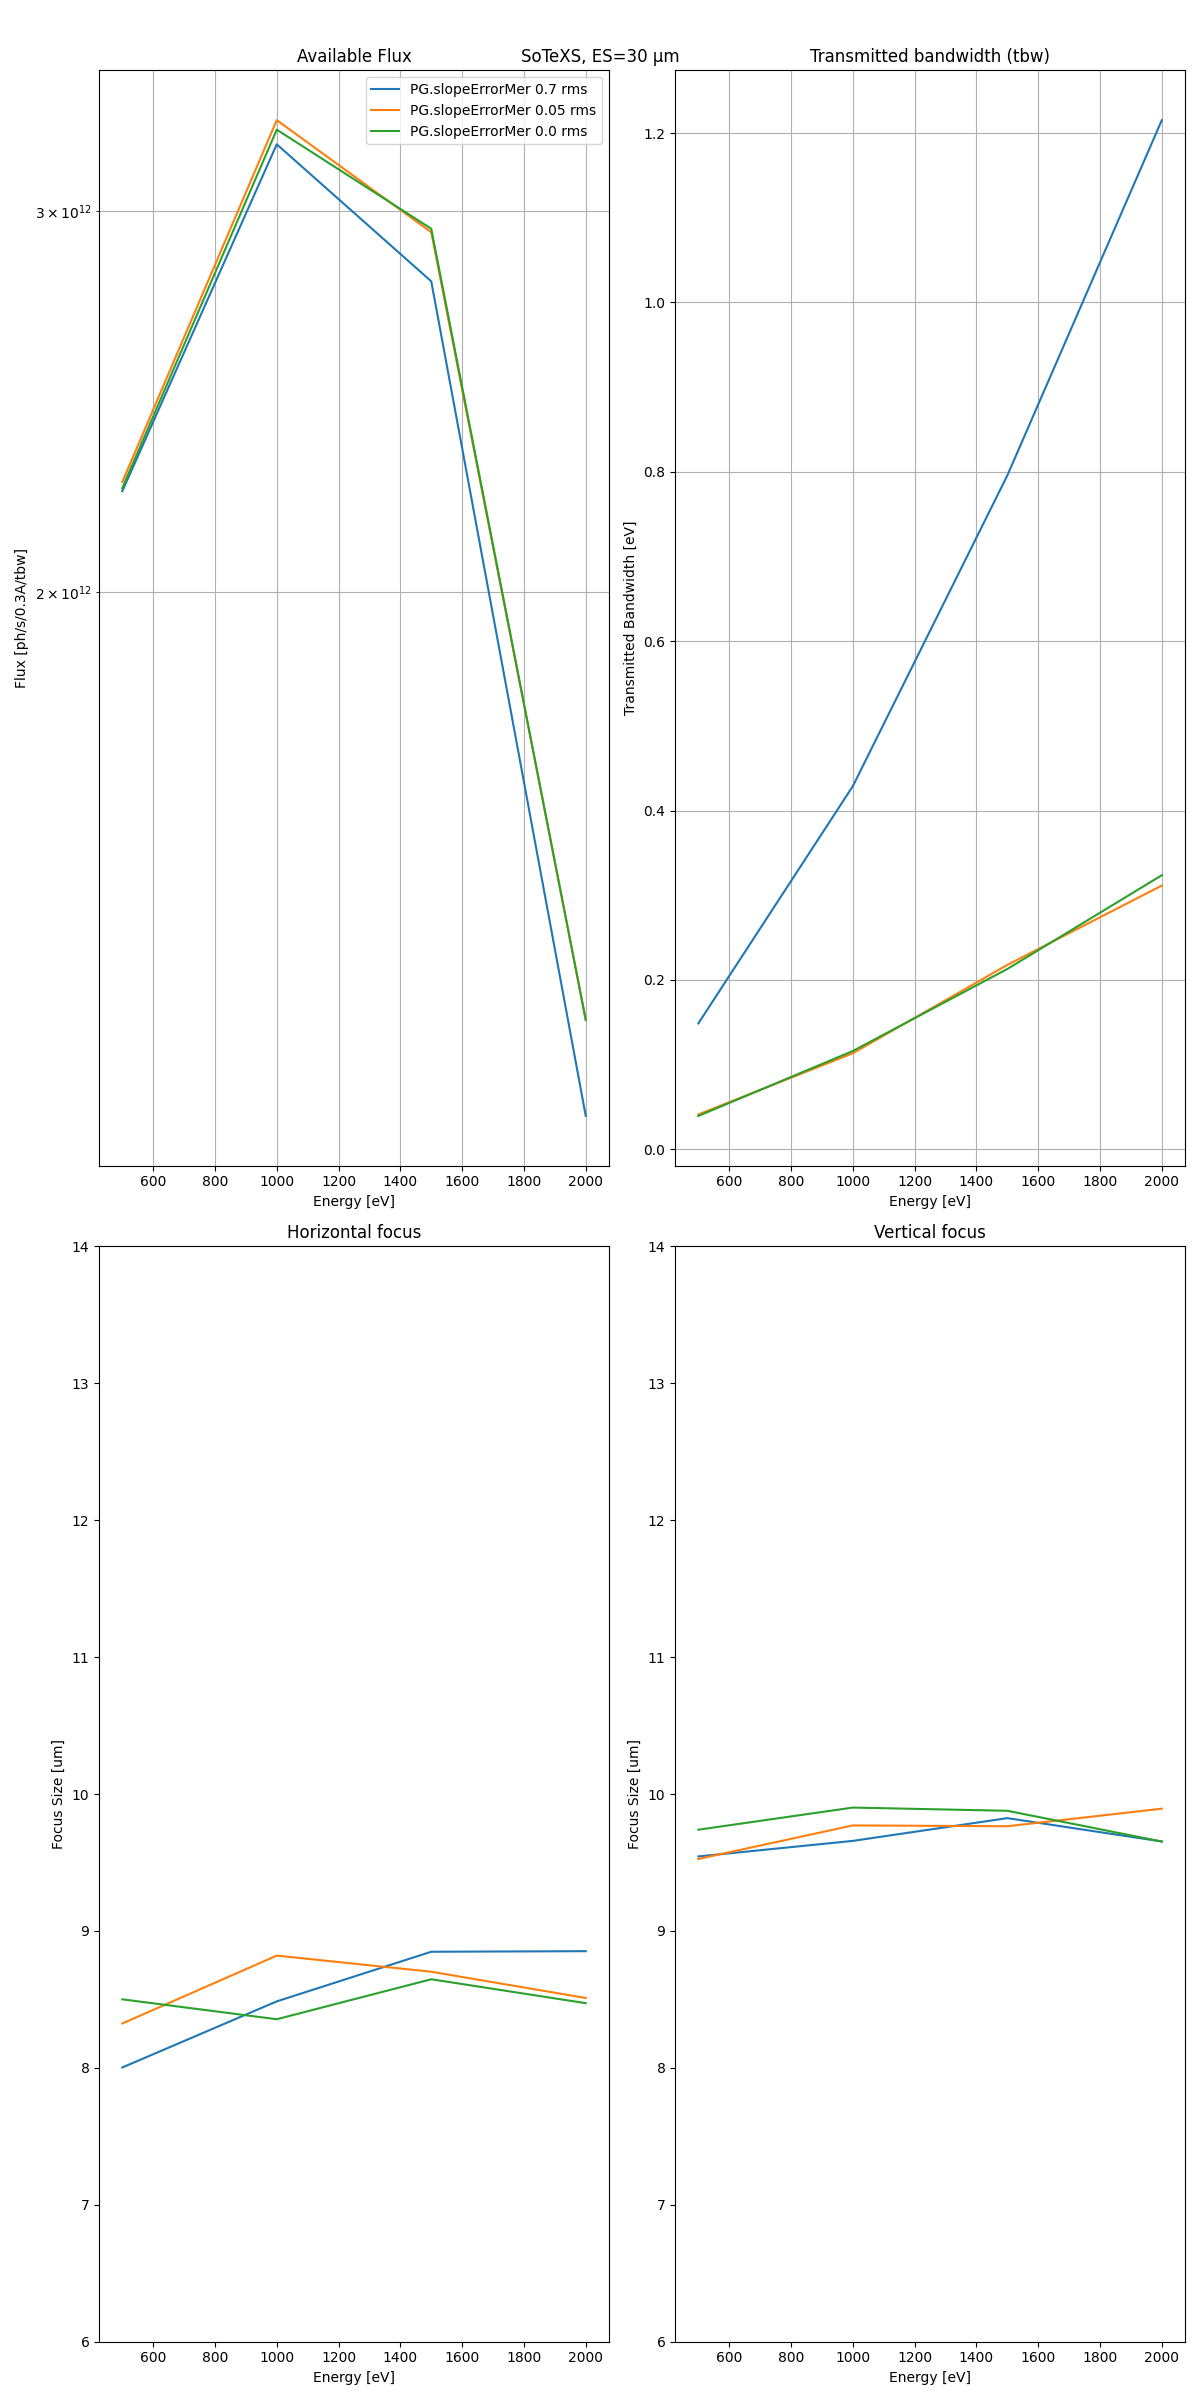 SoTeXS, ES=30 μm
Available Flux
PG.slopeErrorMer 0.7 rms
PG.slopeErrorMer 0.05 rms
PG.slopeErrorMer 0.0 rms
3 × 10¹²
2 × 10¹²
Flux [ph/s/0.3A/tbw]
600 800 1000 1200 1400 1600 1800 2000
Energy [eV]
Transmitted bandwidth (tbw)
1.2
1.0
0.8
0.6
0.4
0.2
0.0
Transmitted Bandwidth [eV]
600 800 1000 1200 1400 1600 1800 2000
Energy [eV]
Horizontal focus
14
13
12
11
10
9
8
7
6
Focus Size [um]
600 800 1000 1200 1400 1600 1800 2000
Energy [eV]
Vertical focus
14
13
12
11
10
9
8
7
6
Focus Size [um]
600 800 1000 1200 1400 1600 1800 2000
Energy [eV]